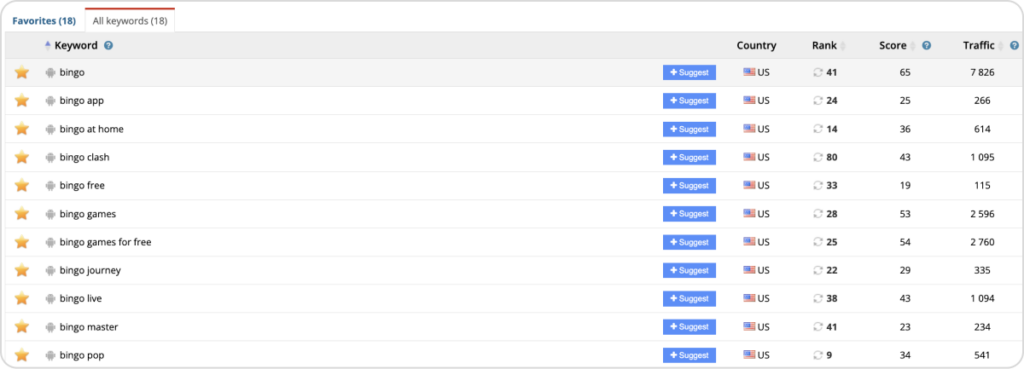 Favorites (18) All keywords (18)
Keyword Country Rank Score Traffic
bingo + Suggest US 41 65 7 826
bingo app + Suggest US 24 25 266
bingo at home + Suggest US 14 36 614
bingo clash + Suggest US 80 43 1 095
bingo free + Suggest US 33 19 115
bingo games + Suggest US 28 53 2 596
bingo games for free + Suggest US 25 54 2 760
bingo journey + Suggest US 22 29 335
bingo live + Suggest US 38 43 1 094
bingo master + Suggest US 41 23 234
bingo pop + Suggest US 9 34 541